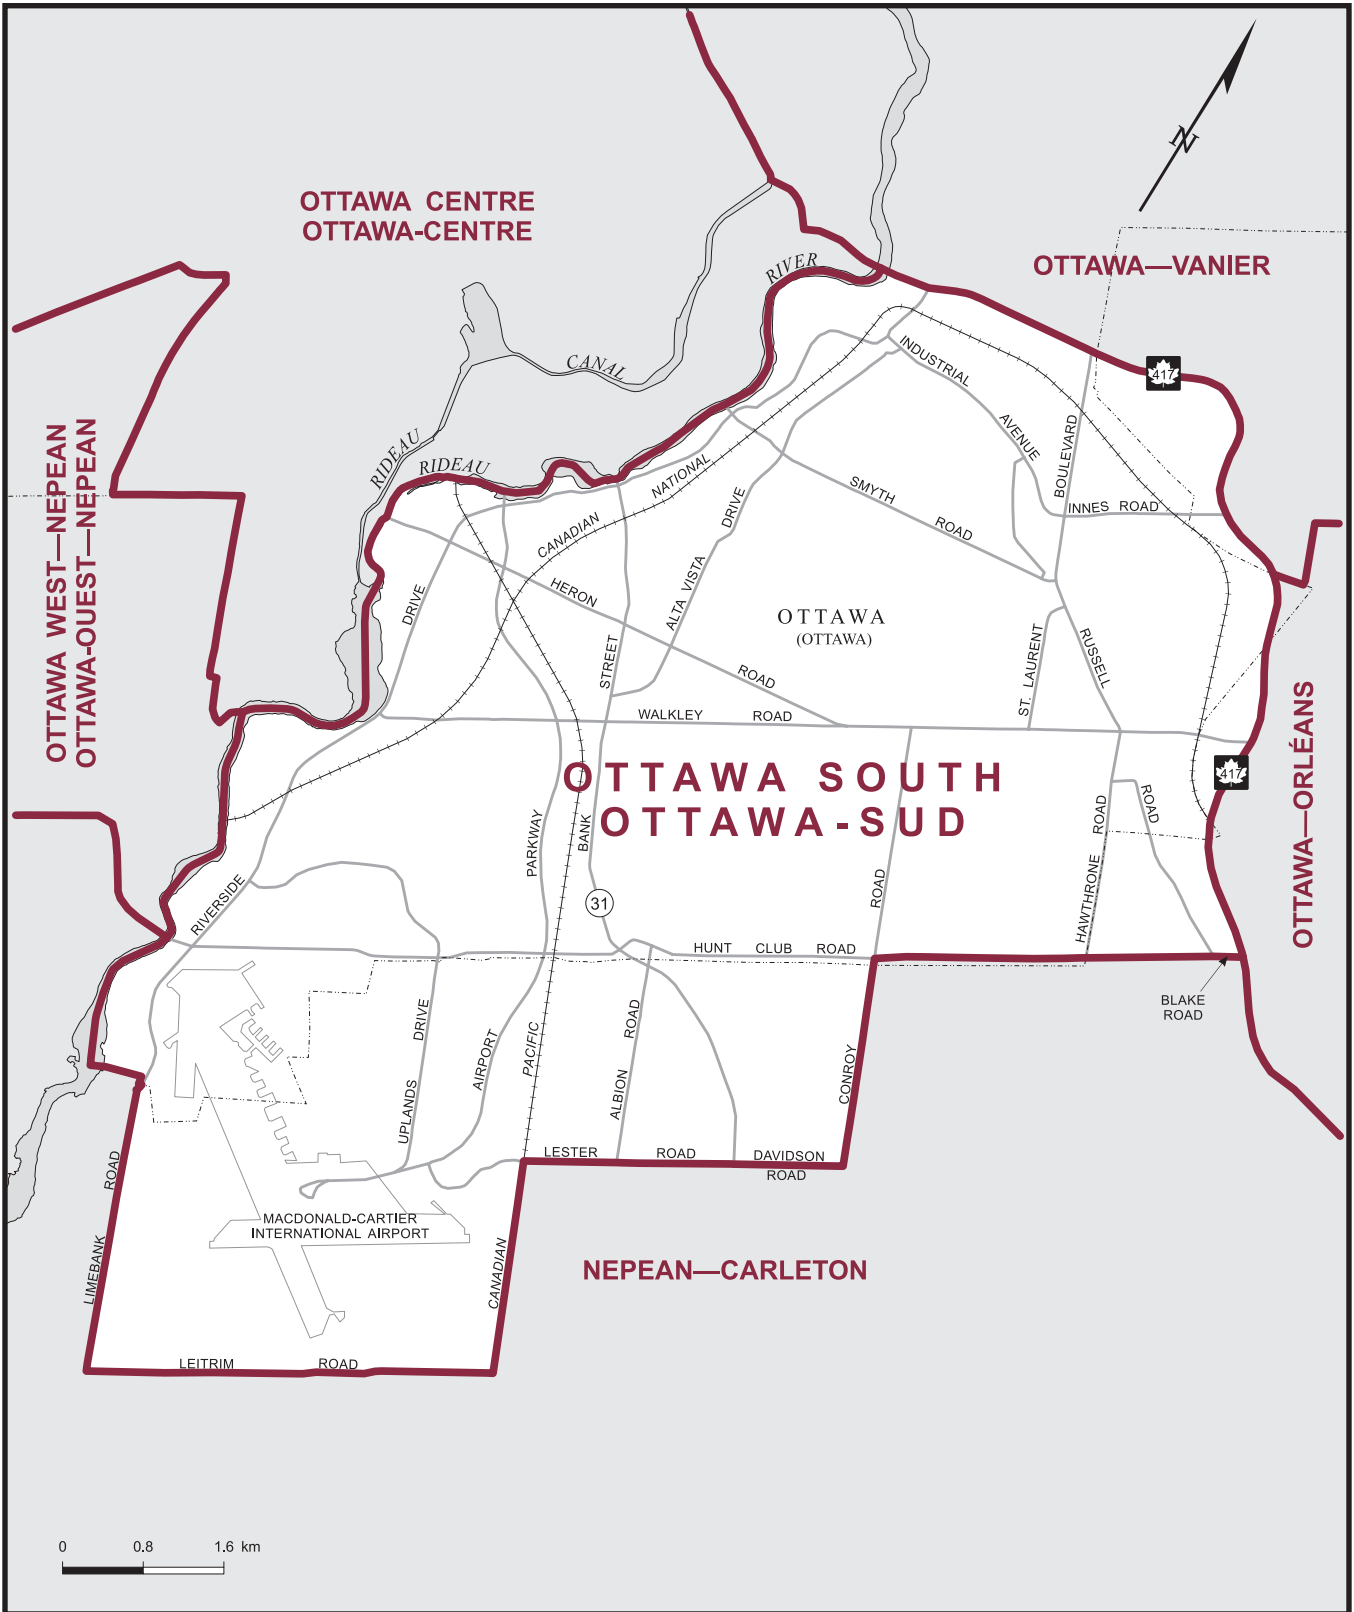 N
OTTAWA CENTRE
OTTAWA-CENTRE
OTTAWA—VANIER
RIVER
CANAL
RIDEAU
RIDEAU
417
INDUSTRIAL
AVENUE
BOULEVARD
OTTAWA WEST—NEPEAN
OTTAWA-OUEST—NEPEAN
CANADIAN
NATIONAL
SMYTH
ROAD
INNES ROAD
DRIVE
ALTA VISTA
DRIVE
HERON
ROAD
OTTAWA
(OTTAWA)
STREET
ST. LAURENT
RUSSELL
WALKLEY ROAD
OTTAWA SOUTH
OTTAWA-SUD
417
OTTAWA—ORLÉANS
PARKWAY
BANK
31
ROAD
HAWTHRONE
ROAD
ROAD
RIVERSIDE
HUNT CLUB ROAD
BLAKE
ROAD
UPLANDS
DRIVE
AIRPORT
PACIFIC
ALBION
ROAD
CONROY
LESTER ROAD
DAVIDSON
ROAD
LIMEBANK
ROAD
MACDONALD-CARTIER
INTERNATIONAL AIRPORT
CANADIAN
NEPEAN—CARLETON
LEITRIM ROAD
0 0.8 1.6 km